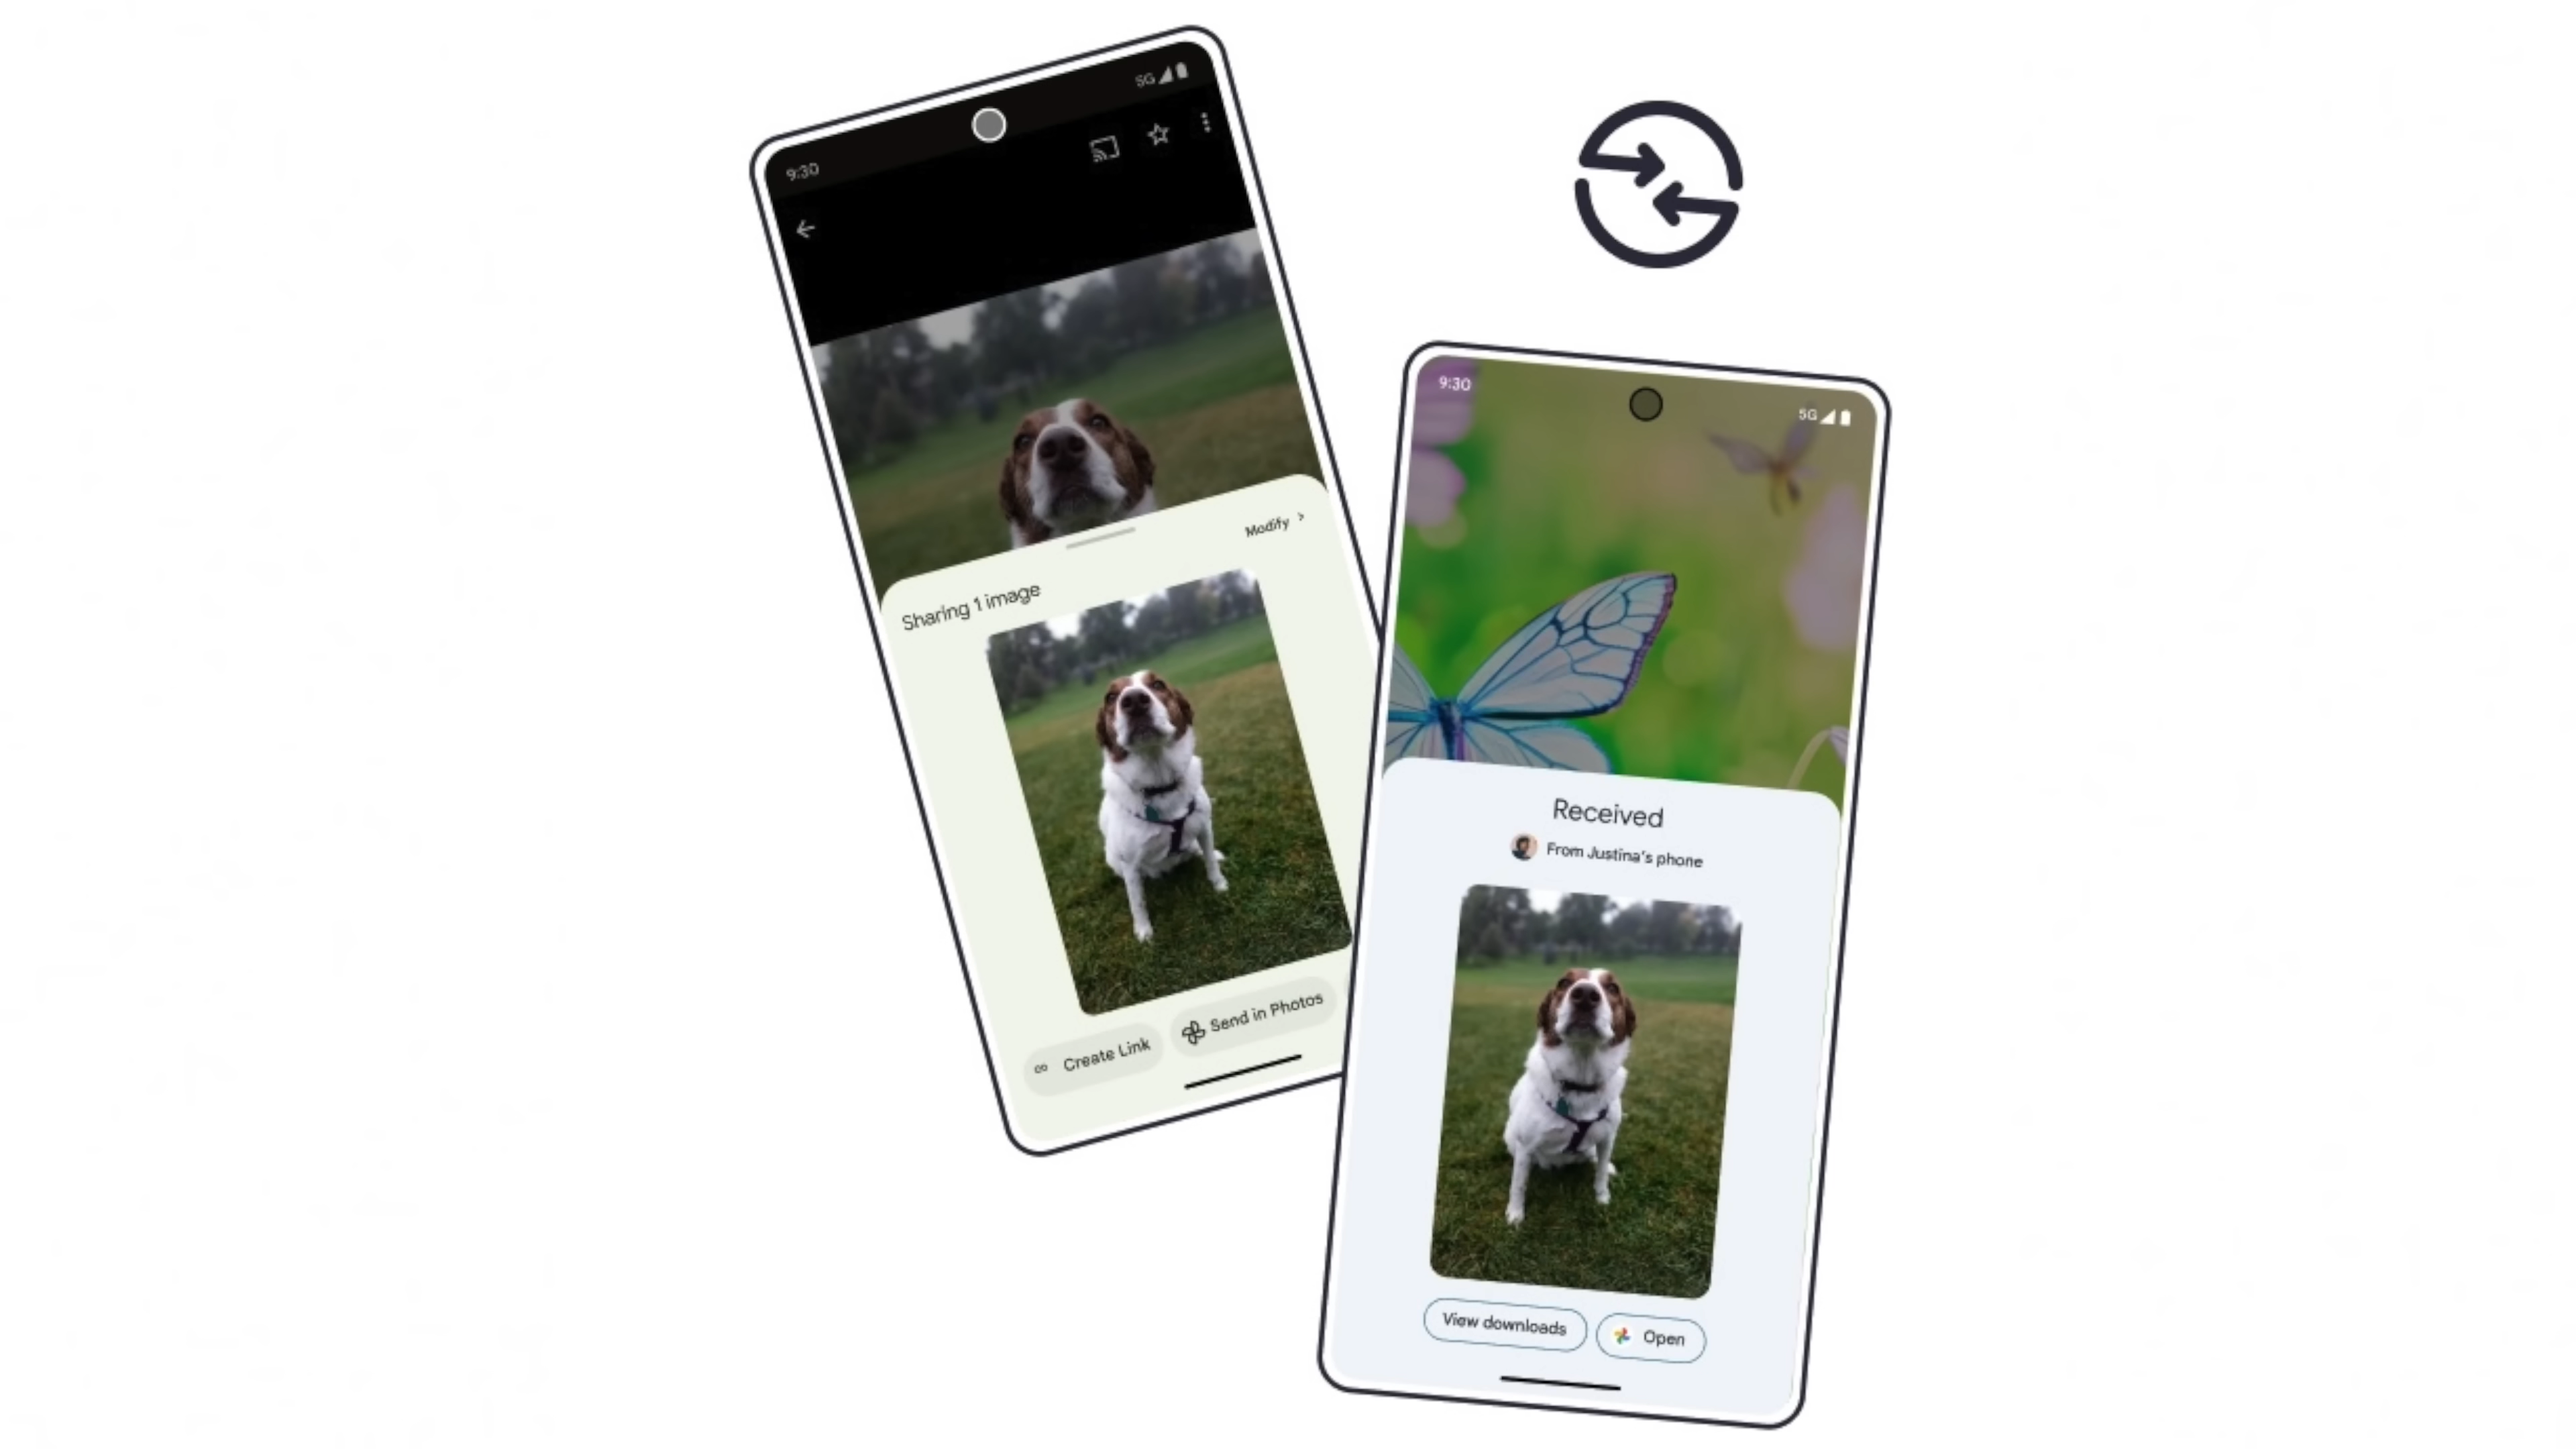 9:30
5G
Modify >
Sharing 1 image
Create Link
Send in Photos
9:30
5G
Received
From Justina's phone
View downloads
Open